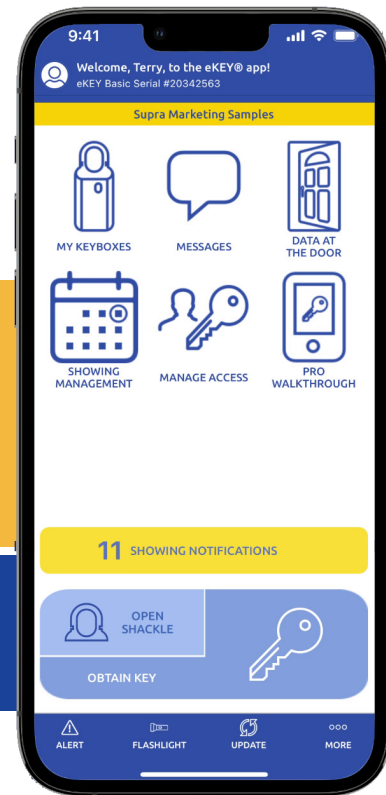 9:41
Welcome, Terry, to the eKEY® app!
eKEY Basic Serial #20342563
Supra Marketing Samples
MY KEYBOXES
MESSAGES
DATA AT
THE DOOR
SHOWING
MANAGEMENT
MANAGE ACCESS
PRO
WALKTHROUGH
11 SHOWING NOTIFICATIONS
OPEN
SHACKLE
OBTAIN KEY
ALERT
FLASHLIGHT
UPDATE
MORE